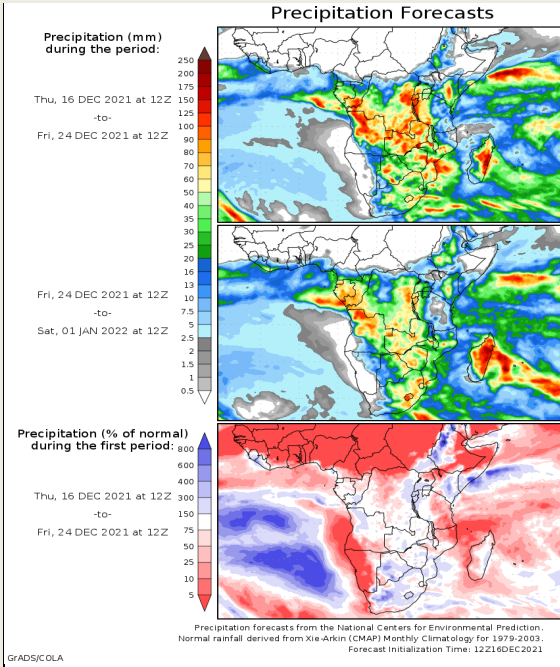 Precipitation Forecasts
Precipitation (mm)
during the period:
Thu, 16 DEC 2021 at 12Z
-to-
Fri, 24 DEC 2021 at 12Z
250
200
175
150
125
100
90
80
70
60
50
40
35
30
25
20
16
13
10
7.5
5
2.5
2
1.5
1
0.5
Fri, 24 DEC 2021 at 12Z
-to-
Sat, 01 JAN 2022 at 12Z
Precipitation (% of normal)
during the first period:
Thu, 16 DEC 2021 at 12Z
-to-
Fri, 24 DEC 2021 at 12Z
800
600
400
300
150
75
50
25
10
5
Precipitation forecasts from the National Centers for Environmental Prediction.
Normal rainfall derived from Xie-Arkin (CMAP) Monthly Climatology for 1979-2003.
Forecast Initialization Time: 12Z16DEC2021
GrADS/COLA